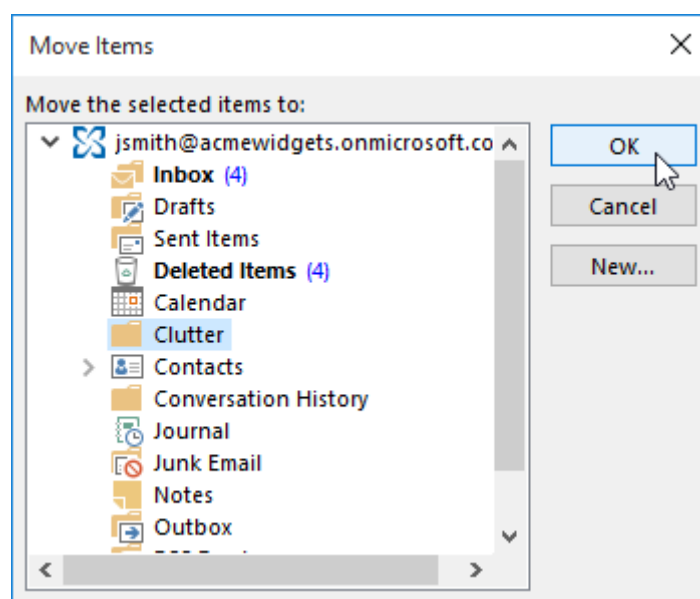 Move Items
Move the selected items to:
jsmith@acmewidgets.onmicrosoft.co
Inbox (4)
Drafts
Sent Items
Deleted Items (4)
Calendar
Clutter
Contacts
Conversation History
Journal
Junk Email
Notes
Outbox
OK
Cancel
New...